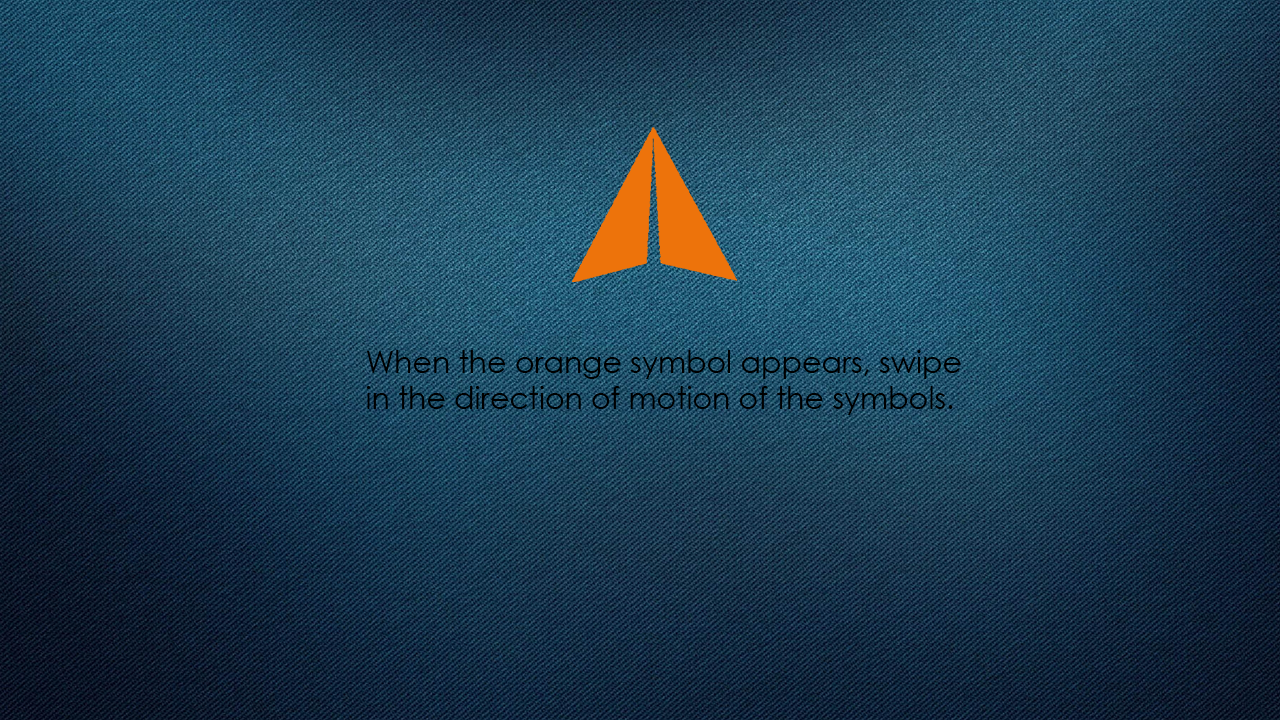 When the orange symbol appears, swipe
in the direction of motion of the symbols.